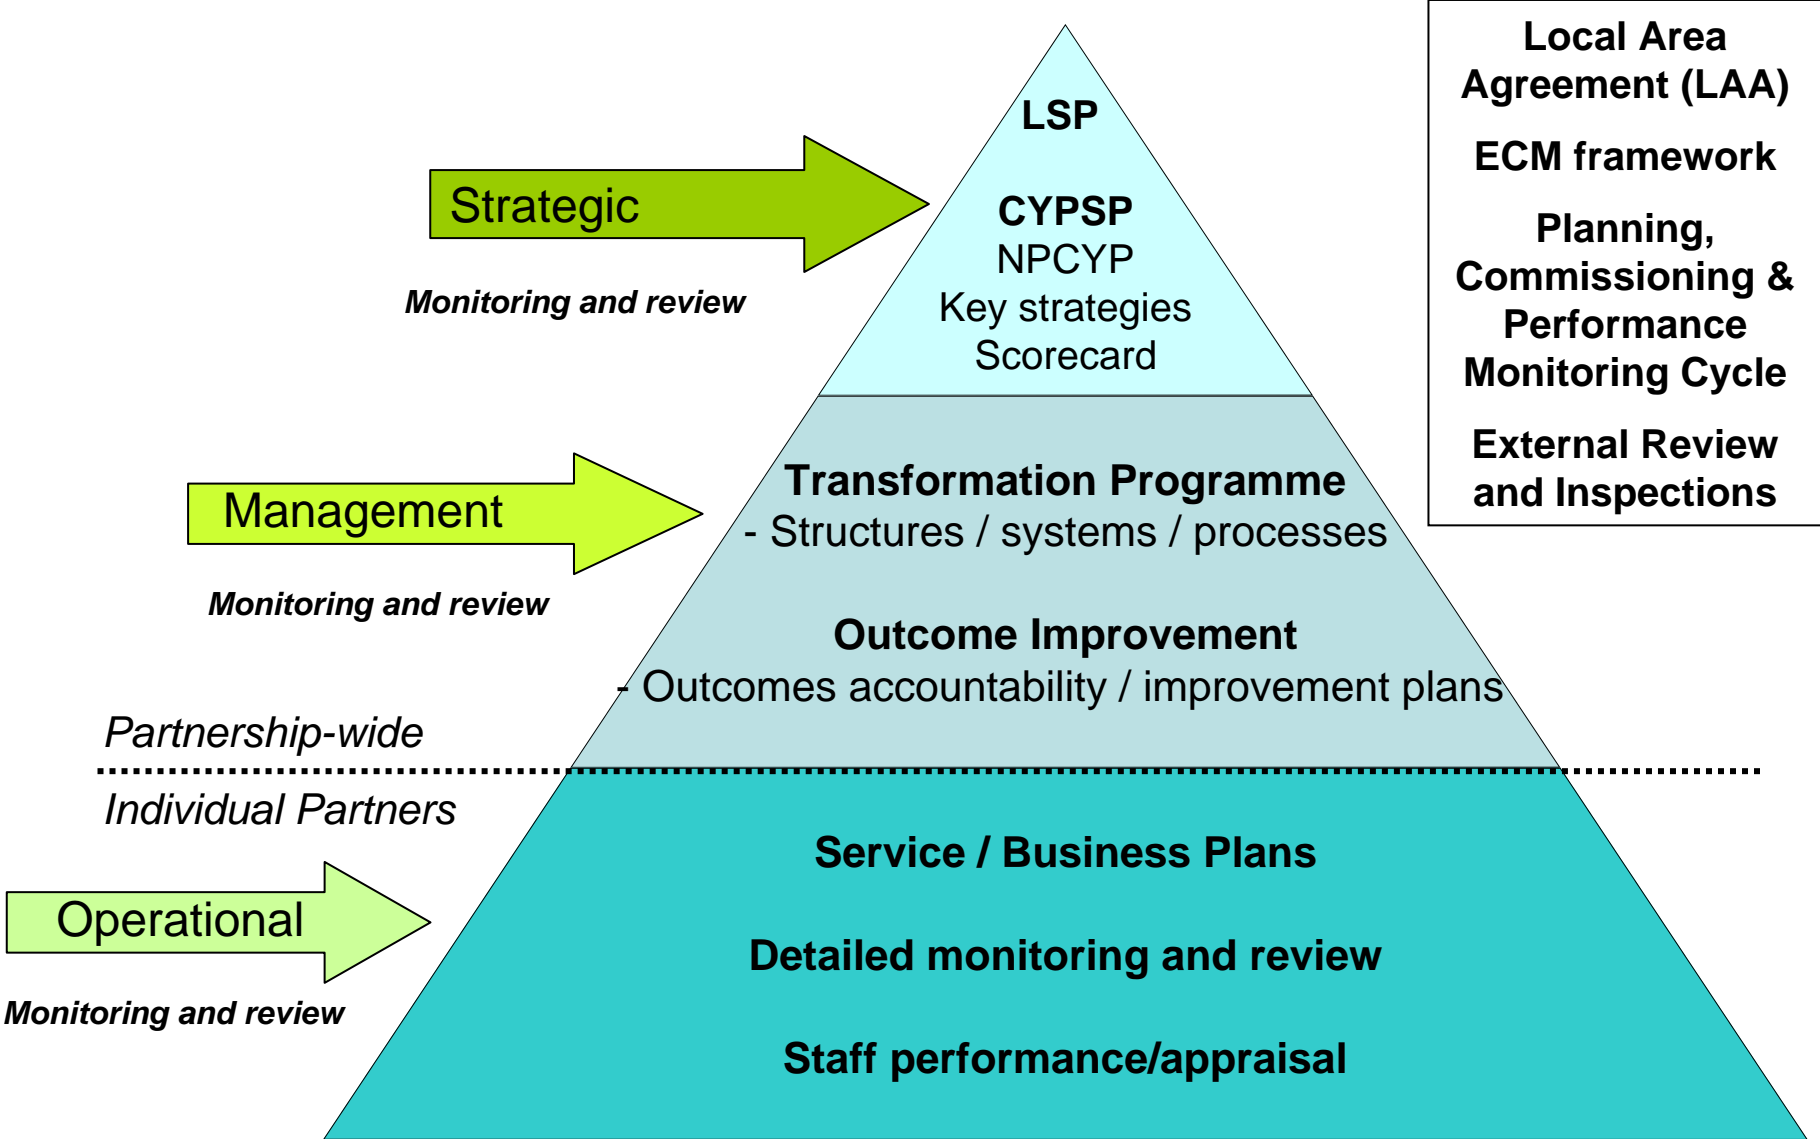 LSP
CYPSP
NPCYP
Key strategies
Scorecard
Strategic
Monitoring and review
Local Area
Agreement (LAA)
ECM framework
Planning,
Commissioning &
Performance
Monitoring Cycle
External Review
and Inspections
Management
Monitoring and review
Transformation Programme
- Structures / systems / processes
Outcome Improvement
- Outcomes accountability / improvement plans
Partnership-wide
Individual Partners
Operational
Monitoring and review
Service / Business Plans
Detailed monitoring and review
Staff performance/appraisal